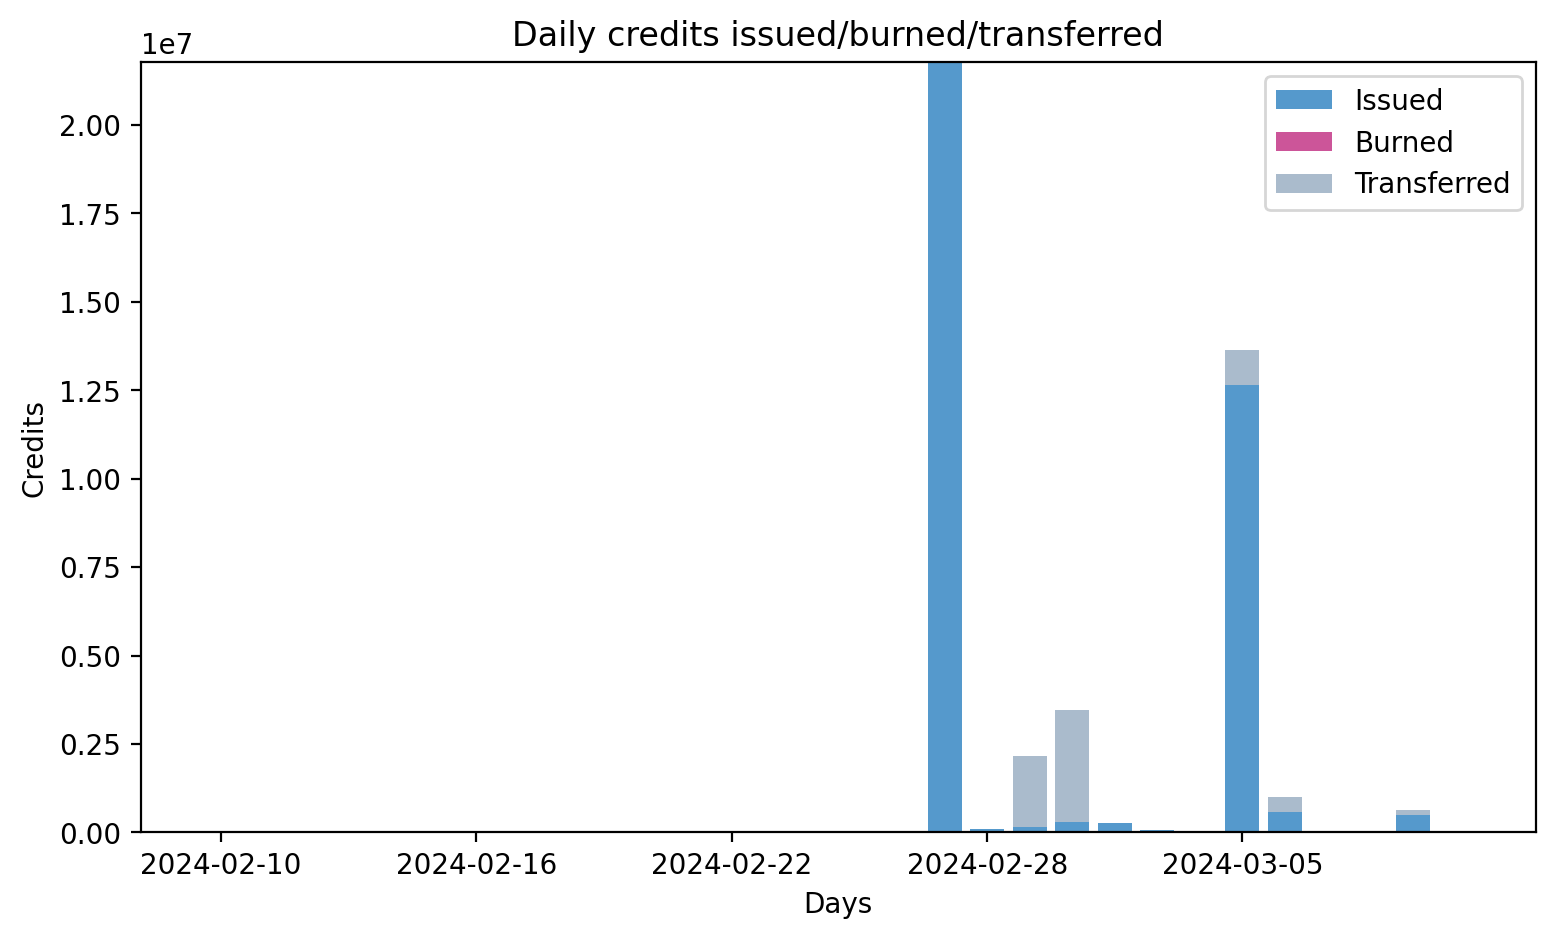 Daily credits issued/burned/transferred
1e7
2.00
1.75
1.50
1.25
1.00
0.75
0.50
0.25
0.00
Credits
Issued
Burned
Transferred
2024-02-10 2024-02-16 2024-02-22 2024-02-28 2024-03-05
Days